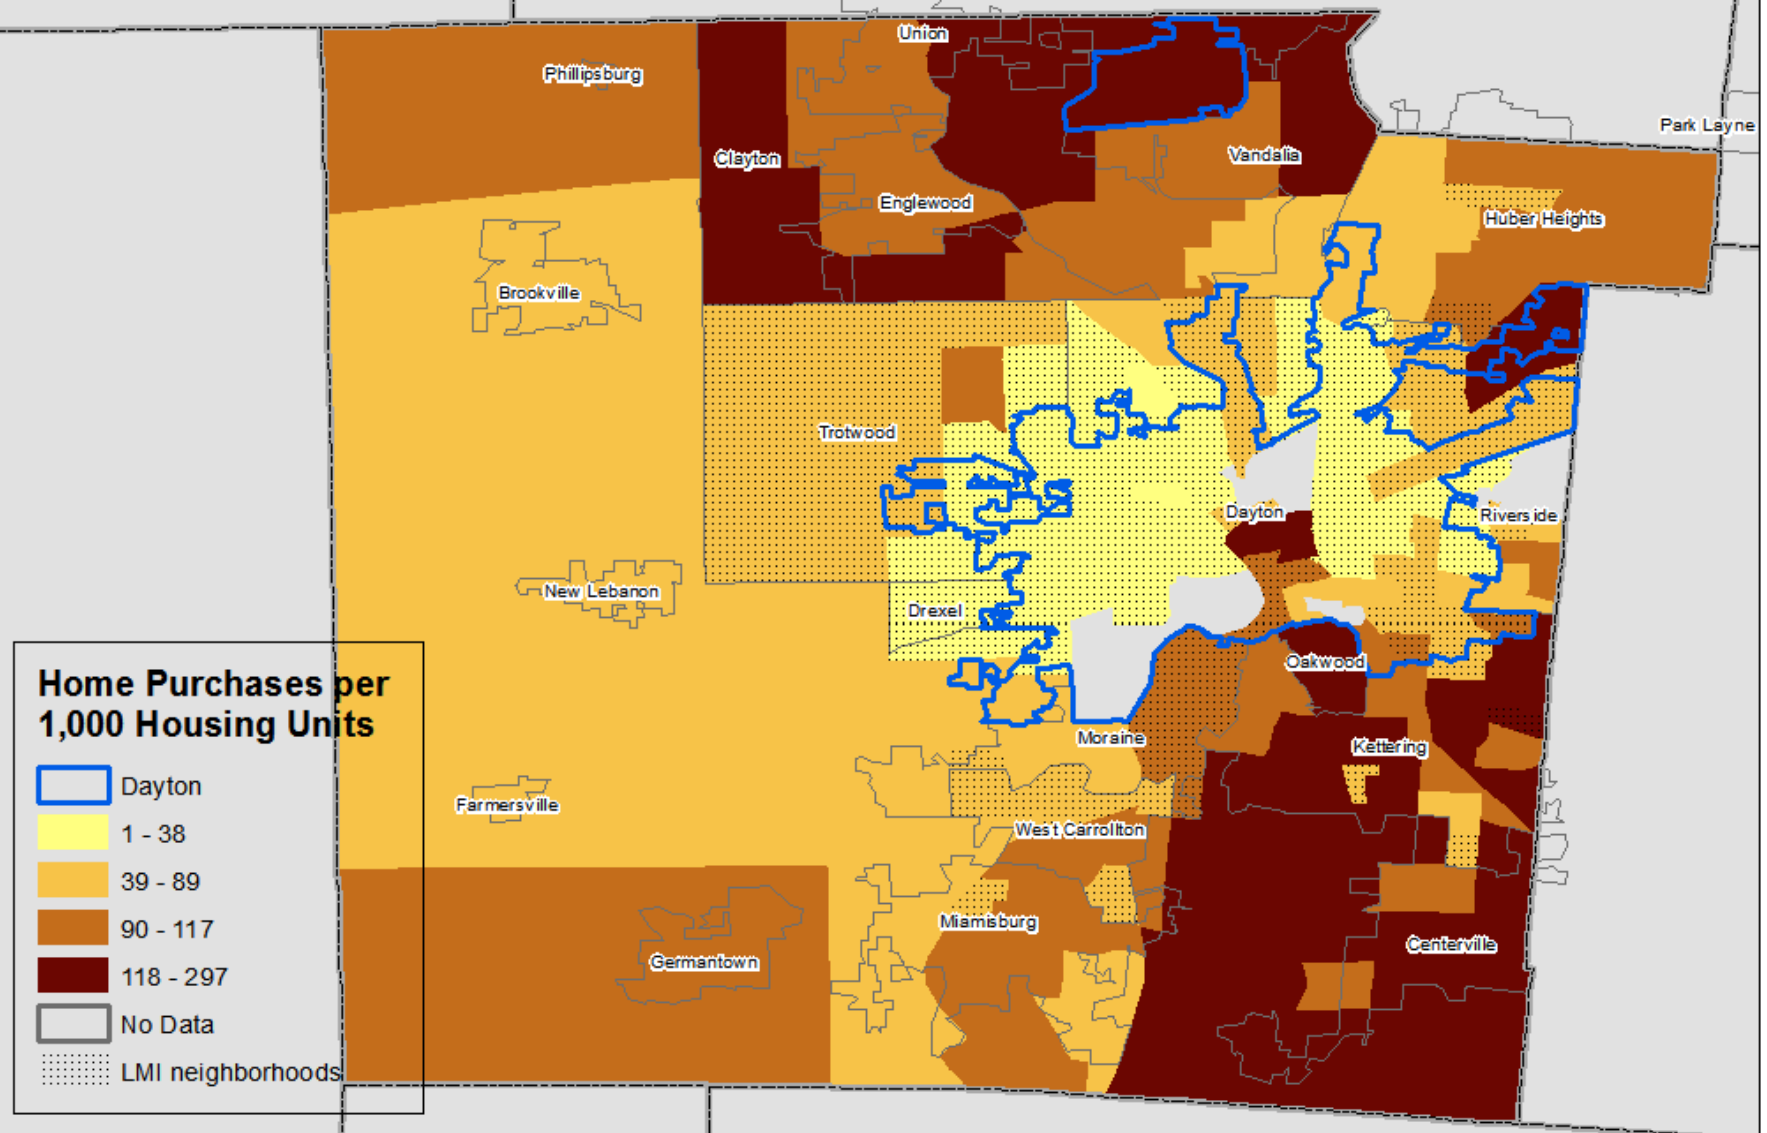 Union
Phillipsburg
Park Layne
Clayton
Vandalia
Englewood
Huber Heights
Brookville
Trotwood
Dayton
Riverside
New Lebanon
Drexel
Oakwood
Moraine
Kettering
Farmersville
West Carrollton
Miamisburg
Centerville
Germantown
Home Purchases per
1,000 Housing Units
Dayton
1 - 38
39 - 89
90 - 117
118 - 297
No Data
LMI neighborhoods